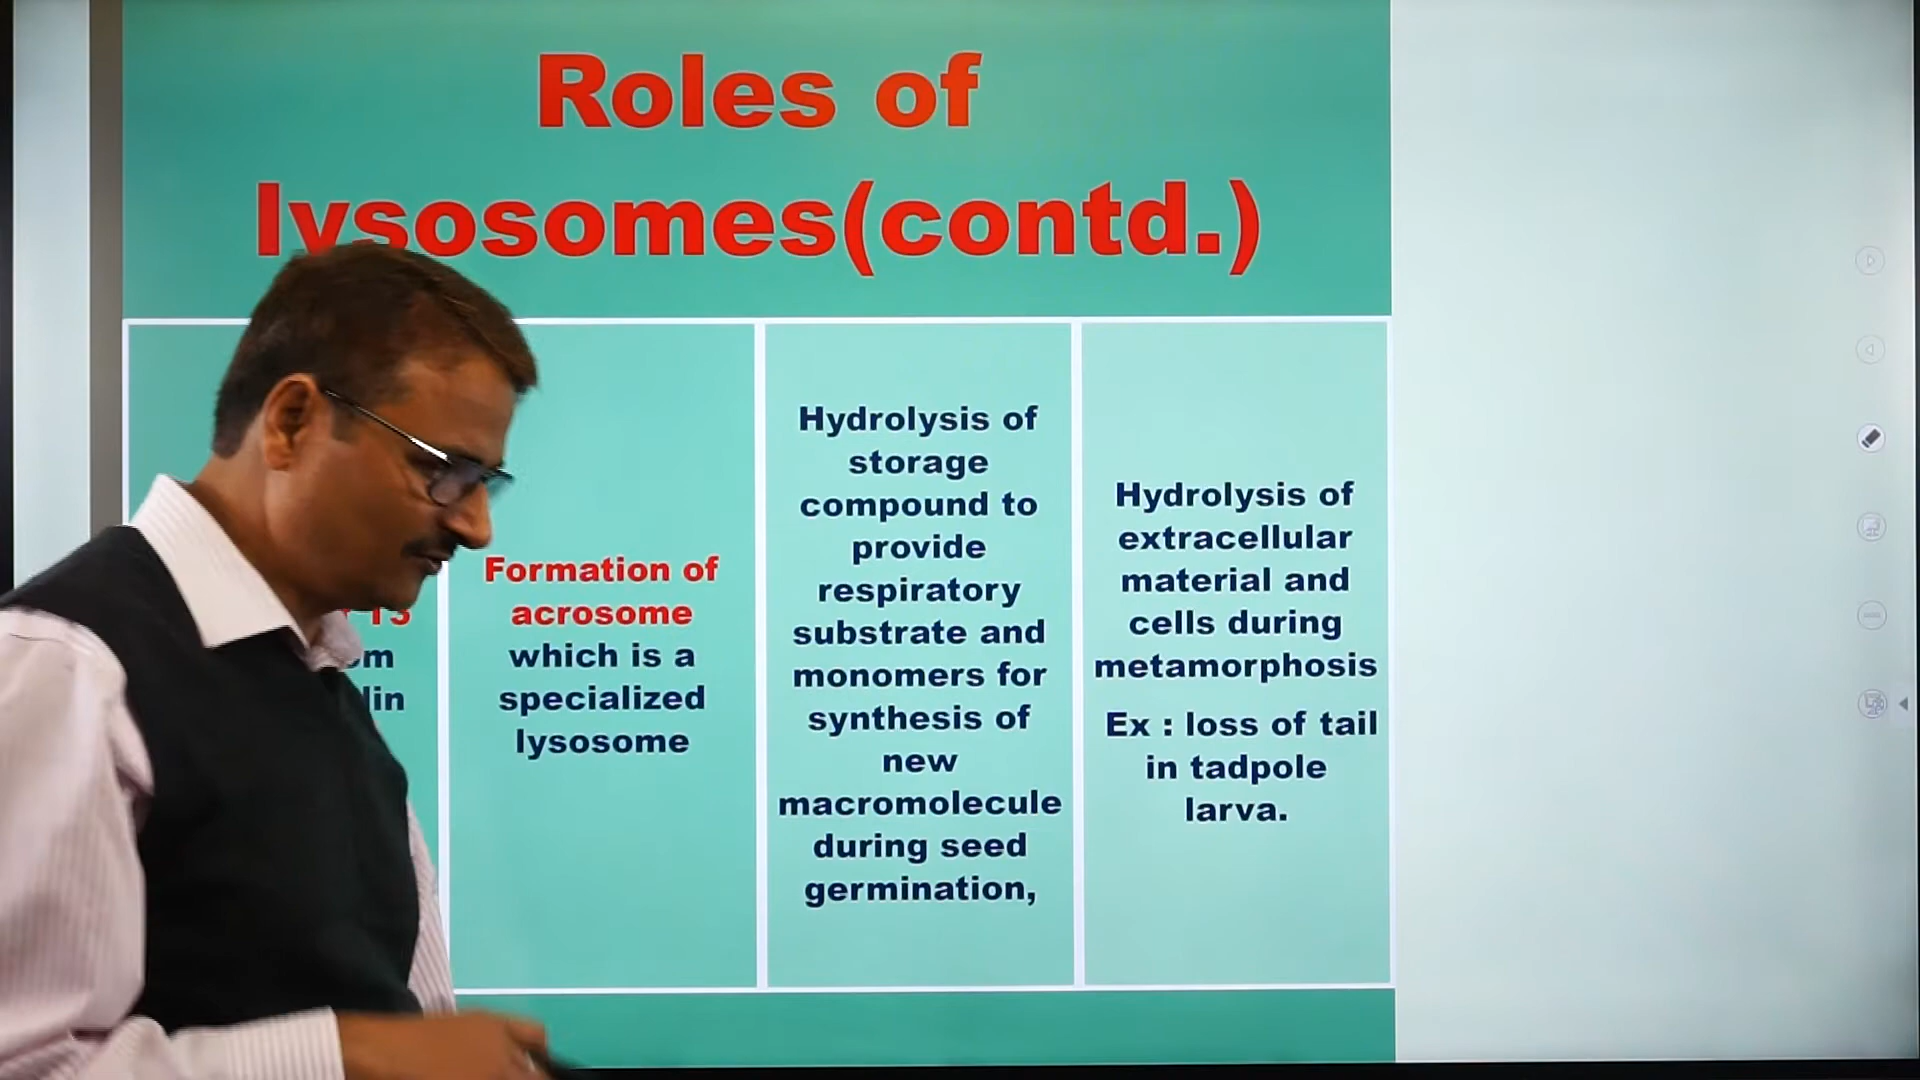 Roles of
lysosomes(contd.)
T3
lin
Formation of
acrosome
which is a
specialized
lysosome
Hydrolysis of
storage
compound to
provide
respiratory
substrate and
monomers for
synthesis of
new
macromolecule
during seed
germination,
Hydrolysis of
extracellular
material and
cells during
metamorphosis
Ex : loss of tail
in tadpole
larva.